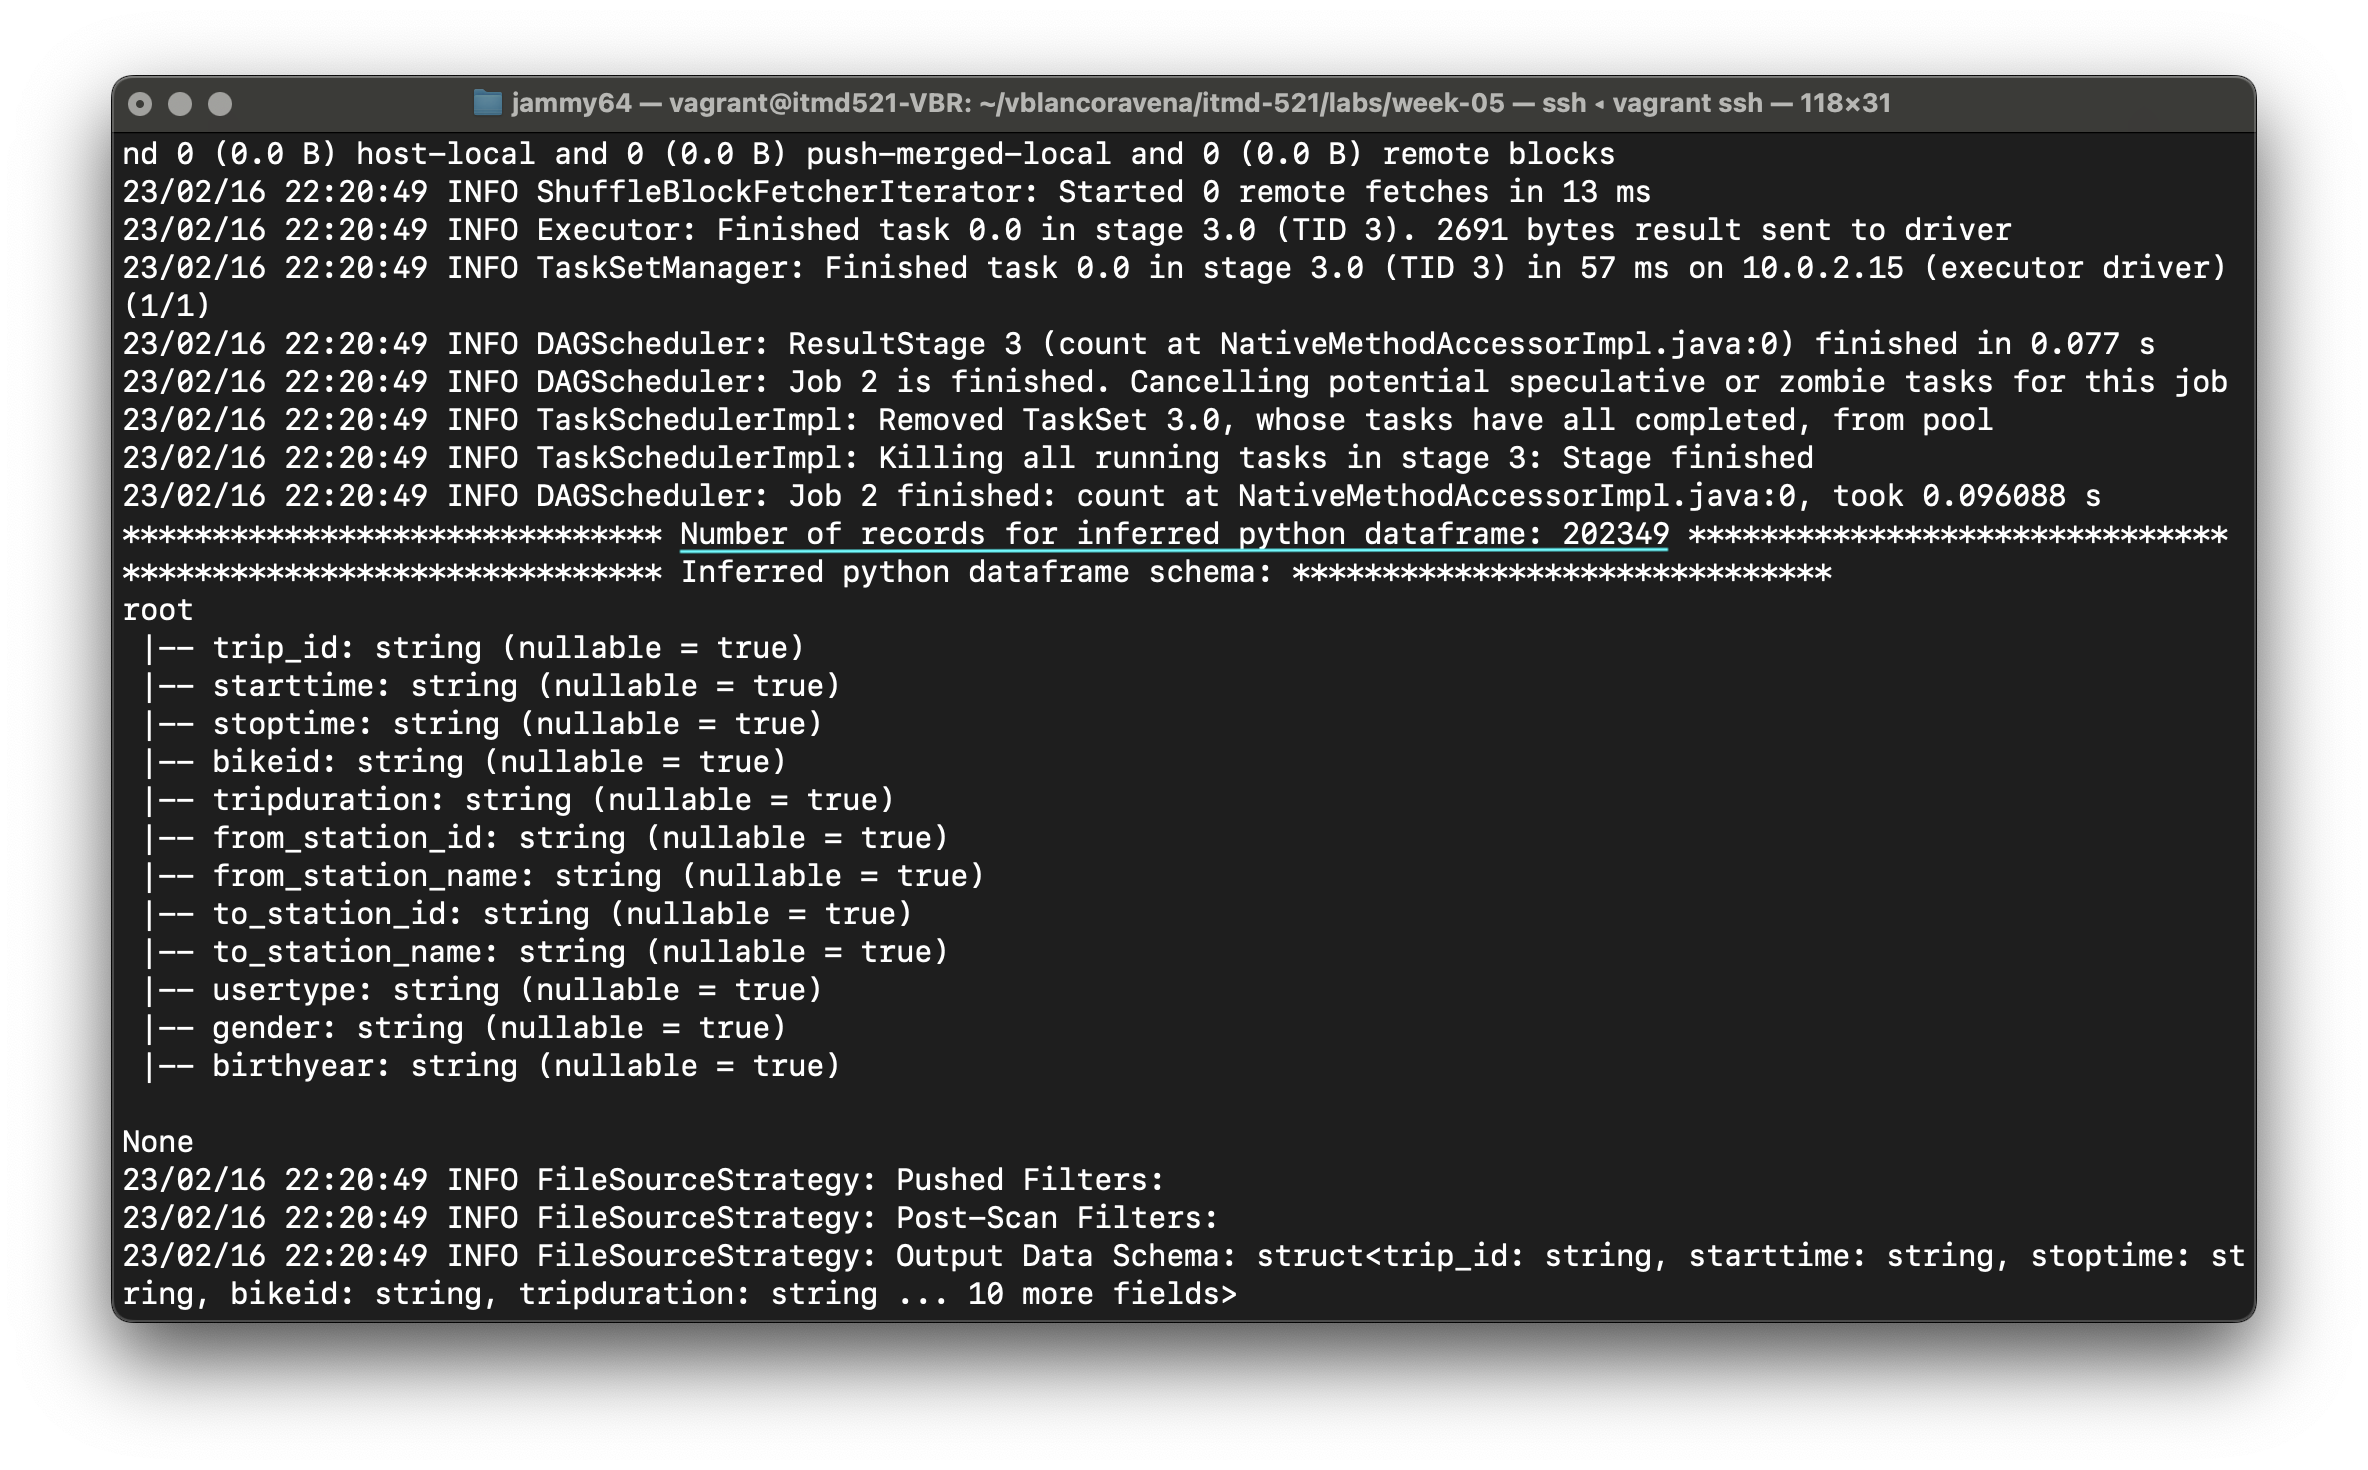 jammy64 — vagrant@itmd521-VBR: ~/vblancoravena/itmd-521/labs/week-05 — ssh ◂ vagrant ssh — 118×31
nd 0 (0.0 B) host-local and 0 (0.0 B) push-merged-local and 0 (0.0 B) remote blocks
23/02/16 22:20:49 INFO ShuffleBlockFetcherIterator: Started 0 remote fetches in 13 ms
23/02/16 22:20:49 INFO Executor: Finished task 0.0 in stage 3.0 (TID 3). 2691 bytes result sent to driver
23/02/16 22:20:49 INFO TaskSetManager: Finished task 0.0 in stage 3.0 (TID 3) in 57 ms on 10.0.2.15 (executor driver)
(1/1)
23/02/16 22:20:49 INFO DAGScheduler: ResultStage 3 (count at NativeMethodAccessorImpl.java:0) finished in 0.077 s
23/02/16 22:20:49 INFO DAGScheduler: Job 2 is finished. Cancelling potential speculative or zombie tasks for this job
23/02/16 22:20:49 INFO TaskSchedulerImpl: Removed TaskSet 3.0, whose tasks have all completed, from pool
23/02/16 22:20:49 INFO TaskSchedulerImpl: Killing all running tasks in stage 3: Stage finished
23/02/16 22:20:49 INFO DAGScheduler: Job 2 finished: count at NativeMethodAccessorImpl.java:0, took 0.096088 s
****************************** Number of records for inferred python dataframe: 202349 ******************************
****************************** Inferred python dataframe schema: ******************************
root
 |-- trip_id: string (nullable = true)
 |-- starttime: string (nullable = true)
 |-- stoptime: string (nullable = true)
 |-- bikeid: string (nullable = true)
 |-- tripduration: string (nullable = true)
 |-- from_station_id: string (nullable = true)
 |-- from_station_name: string (nullable = true)
 |-- to_station_id: string (nullable = true)
 |-- to_station_name: string (nullable = true)
 |-- usertype: string (nullable = true)
 |-- gender: string (nullable = true)
 |-- birthyear: string (nullable = true)
None
23/02/16 22:20:49 INFO FileSourceStrategy: Pushed Filters:
23/02/16 22:20:49 INFO FileSourceStrategy: Post-Scan Filters:
23/02/16 22:20:49 INFO FileSourceStrategy: Output Data Schema: struct<trip_id: string, starttime: string, stoptime: st
ring, bikeid: string, tripduration: string ... 10 more fields>